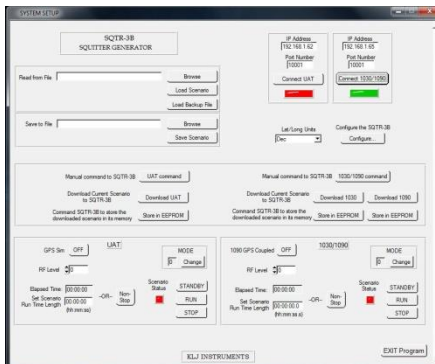 SYSTEM SETUP
SQTR-3B
SQUITTER GENERATOR
Read from File
Browse
Load Scenario
Load Backup File
Save to File
Browse
Save Scenario
IP Address
192.168.1.62
Port Number
10001
Connect UAT
IP Address
192.168.1.65
Port Number
10001
Connect 1030/1090
Lat/Long Units
Dec
Configure the SQTR-3B
Configure...
Manual command to SQTR-3B
UAT command
Download Current Scenario
to SQTR-3B
Download UAT
Command SQTR-3B to store the
downloaded scenario in its memory
Store in EEPROM
Manual command to SQTR-3B
1030/1090 command
Download Current Scenario
to SQTR-3B
Download 1030
Download 1090
Command SQTR-3B to store the
downloaded scenario in its memory
Store in EEPROM
Store in EEPROM
UAT
GPS Sim
OFF
MODE
0
Change
RF Level
0
Elapsed Time:
00:00:00
Set Scenario
Run Time Length
00:00:00
(hh:mm:ss)
-OR-
Non-
Stop
Scenario
Status
STANDBY
RUN
STOP
1030/1090
1090 GPS Coupled
OFF
MODE
0
Change
RF Level
0
Elapsed Time:
00:00:00
Set Scenario
Run Time Length
00:00:00.0
(hh:mm:ss.s)
-OR-
Non-
Stop
Scenario
Status
STANDBY
RUN
STOP
KLJ INSTRUMENTS
EXIT Program